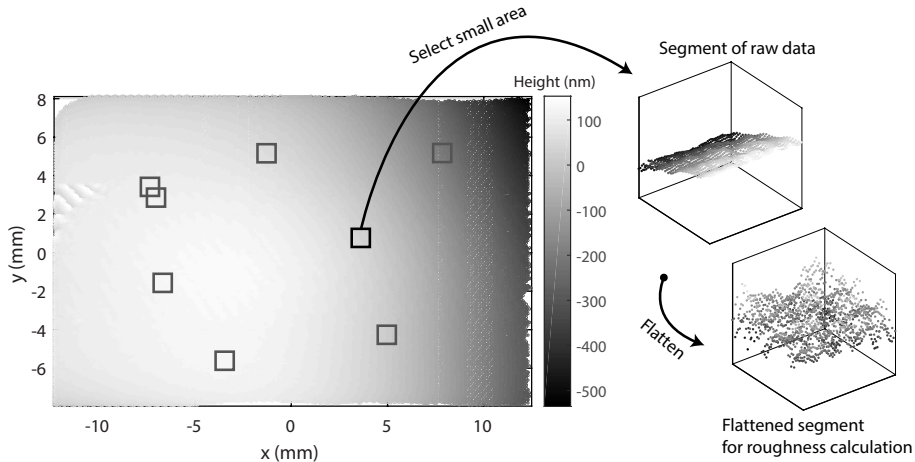 Select small area
Segment of raw data
Height (nm)
8
6
4
2
0
-2
-4
-6
y (mm)
-10
-5
0
5
10
x (mm)
100
0
-100
-200
-300
-400
-500
Flatten
Flattened segment
for roughness calculation